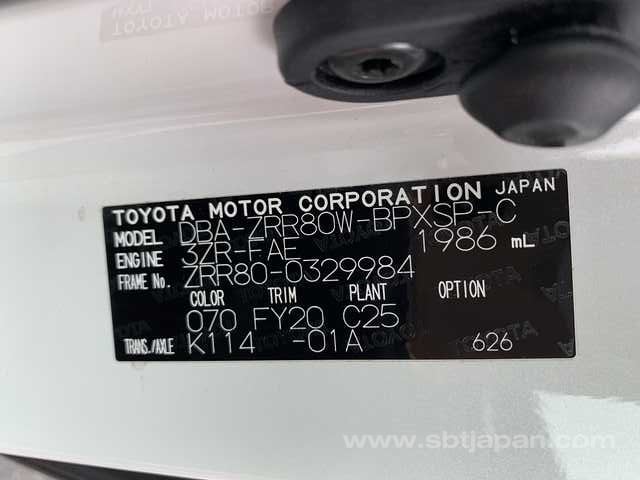 TOYOTA MOTOR CORPORATION JAPAN
MODEL DBA-ZRR80W-BPXSP-C
ENGINE 3ZR-FAE 1986 mL
FRAME No. ZRR80-0329984
COLOR TRIM PLANT OPTION
070 FY20 C25
TRANS./AXLE K114 -01A 626
www.sbtjapan.com